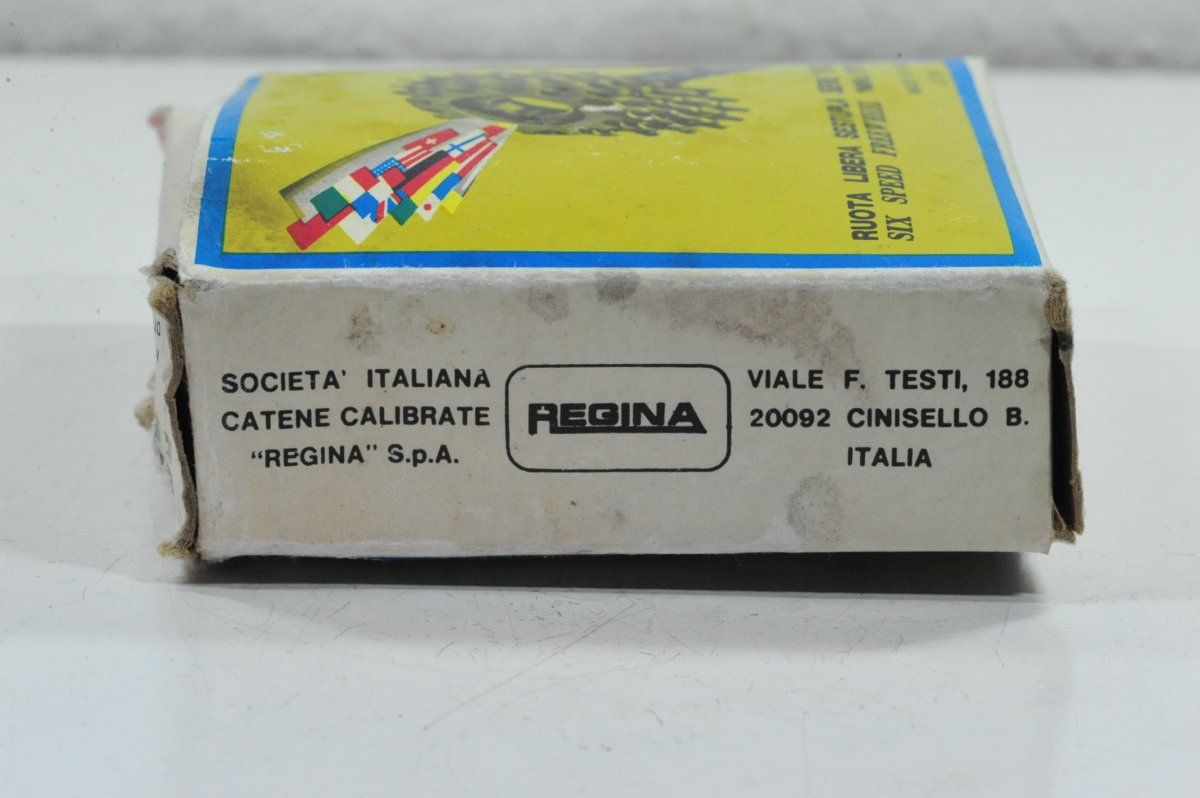 RUOTA LIBERA SESTUPLA
SIX SPEED FREEWHEEL
SOCIETA' ITALIANA
CATENE CALIBRATE
"REGINA" S.p.A.
REGINA
VIALE F. TESTI, 188
20092 CINISELLO B.
ITALIA